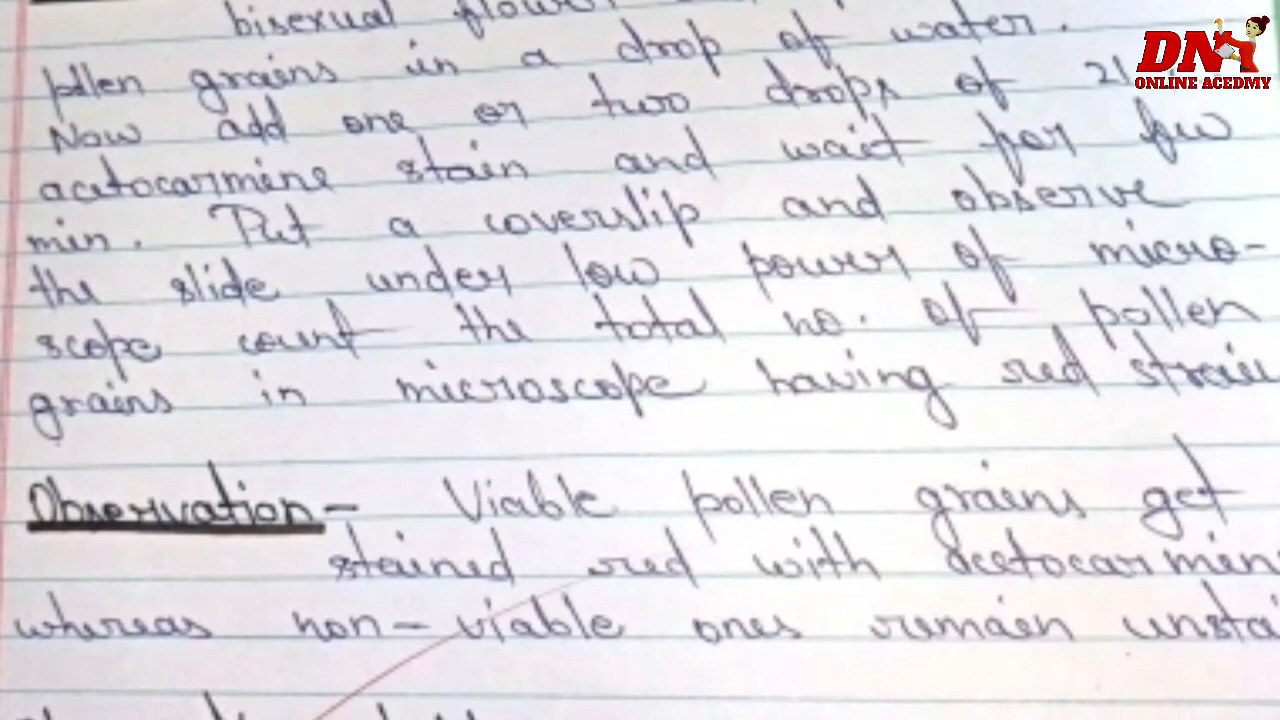 bisexual flower
pollen grains in a drop of water.
Now add one or two drops of
acetocarmine stain and wait for few
min. Put a coverslip and observe
the slide under low power of micro-
scope count the total no. of pollen
grains in microscope having red
Observation- Viable pollen grains get
stained red with acetocarmin
whereas non-viable ones remain unstai
DN
ONLINE ACEDMY